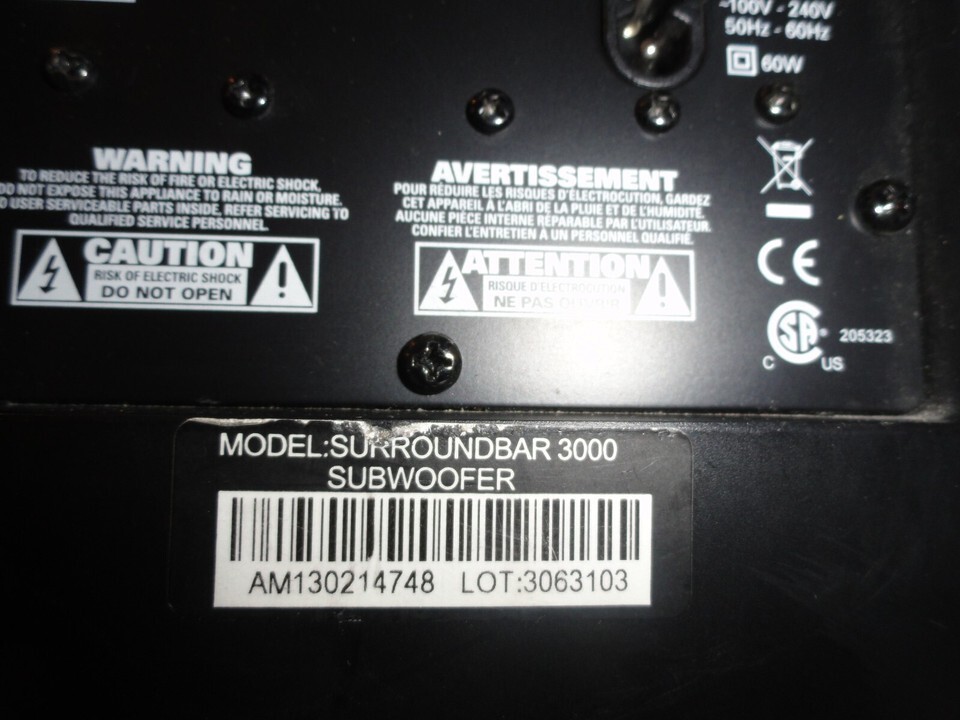 ~100V - 240V
50Hz - 60Hz
60W
WARNING
TO REDUCE THE RISK OF FIRE OR ELECTRIC SHOCK,
DO NOT EXPOSE THIS APPLIANCE TO RAIN OR MOISTURE.
USER SERVICEABLE PARTS INSIDE. REFER SERVICING TO
QUALIFIED SERVICE PERSONNEL.
CAUTION
RISK OF ELECTRIC SHOCK
DO NOT OPEN
AVERTISSEMENT
POUR RÉDUIRE LES RISQUES D'ÉLECTROCUTION, GARDEZ
CET APPAREIL À L'ABRI DE LA PLUIE ET DE L'HUMIDITÉ.
AUCUNE PIÈCE INTERNE RÉPARABLE PAR L'UTILISATEUR.
CONFIER L'ENTRETIEN À UN PERSONNEL QUALIFIÉ.
ATTENTION
RISQUE D'ÉLECTROCUTION
NE PAS OUVRIR
CE
SA
205323
C US
MODEL:SURROUNDBAR 3000
SUBWOOFER
AM130214748 LOT:3063103